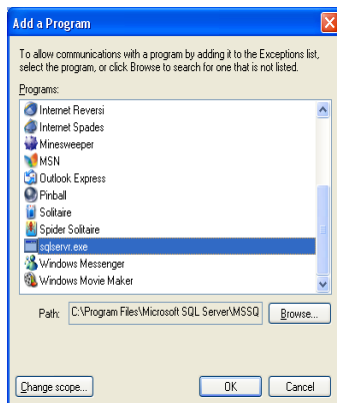 Add a Program
To allow communications with a program by adding it to the Exceptions list,
select the program, or click Browse to search for one that is not listed.
Programs:
Internet Reversi
Internet Spades
Minesweeper
MSN
Outlook Express
Pinball
Solitaire
Spider Solitaire
sqlservr.exe
Windows Messenger
Windows Movie Maker
Path: C:\Program Files\Microsoft SQL Server\MSSQ Browse...
Change scope... OK Cancel